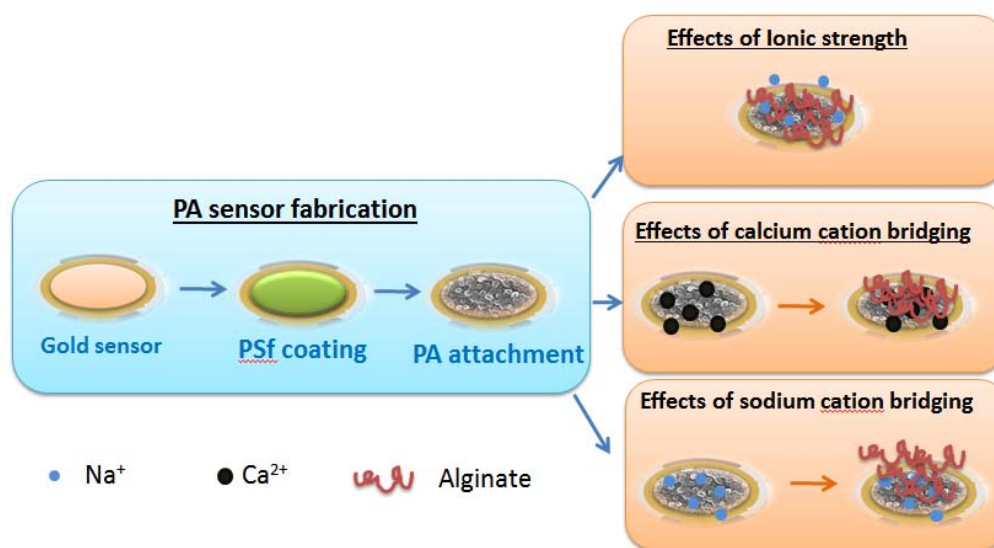 PA sensor fabrication
Gold sensor
PSf coating
PA attachment
Effects of Ionic strength
Effects of calcium cation bridging
Effects of sodium cation bridging
Na⁺
Ca²⁺
Alginate